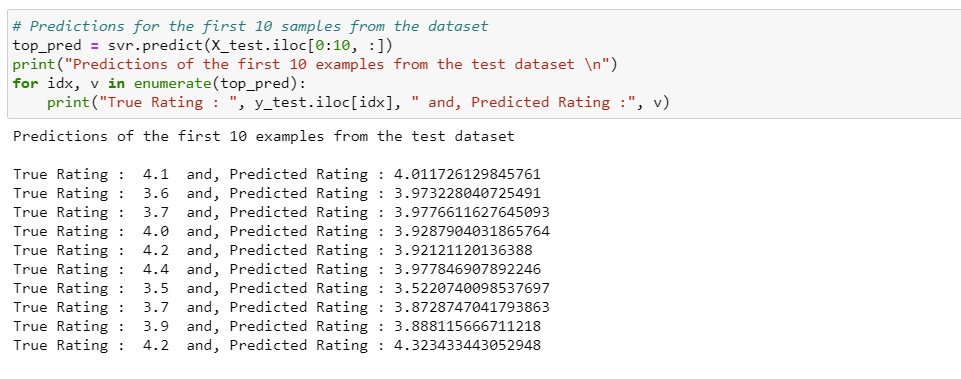 # Predictions for the first 10 samples from the dataset
top_pred = svr.predict(X_test.iloc[0:10, :])
print("Predictions of the first 10 examples from the test dataset \n")
for idx, v in enumerate(top_pred):
    print("True Rating : ", y_test.iloc[idx], " and, Predicted Rating :", v)
Predictions of the first 10 examples from the test dataset
True Rating :  4.1  and, Predicted Rating : 4.011726129845761
True Rating :  3.6  and, Predicted Rating : 3.973228040725491
True Rating :  3.7  and, Predicted Rating : 3.9776611627645093
True Rating :  4.0  and, Predicted Rating : 3.9287904031865764
True Rating :  4.2  and, Predicted Rating : 3.92121120136388
True Rating :  4.4  and, Predicted Rating : 3.977846907892246
True Rating :  3.5  and, Predicted Rating : 3.5220740098537697
True Rating :  3.7  and, Predicted Rating : 3.8728747041793863
True Rating :  3.9  and, Predicted Rating : 3.888115666711218
True Rating :  4.2  and, Predicted Rating : 4.323433443052948